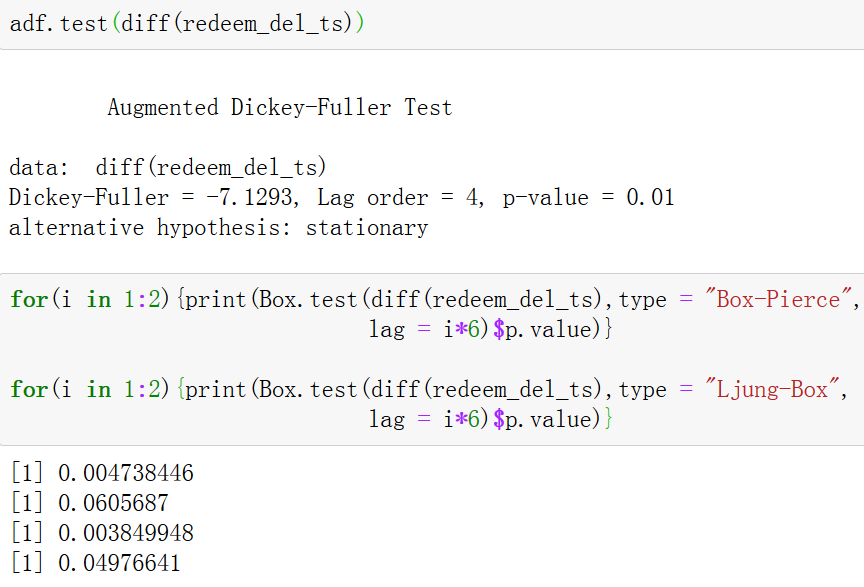 adf.test(diff(redeem_del_ts))
Augmented Dickey-Fuller Test
data:  diff(redeem_del_ts)
Dickey-Fuller = -7.1293, Lag order = 4, p-value = 0.01
alternative hypothesis: stationary
for(i in 1:2){print(Box.test(diff(redeem_del_ts),type = "Box-Pierce",
lag = i*6)$p.value)}
for(i in 1:2){print(Box.test(diff(redeem_del_ts),type = "Ljung-Box",
lag = i*6)$p.value)}
[1] 0.004738446
[1] 0.0605687
[1] 0.003849948
[1] 0.04976641